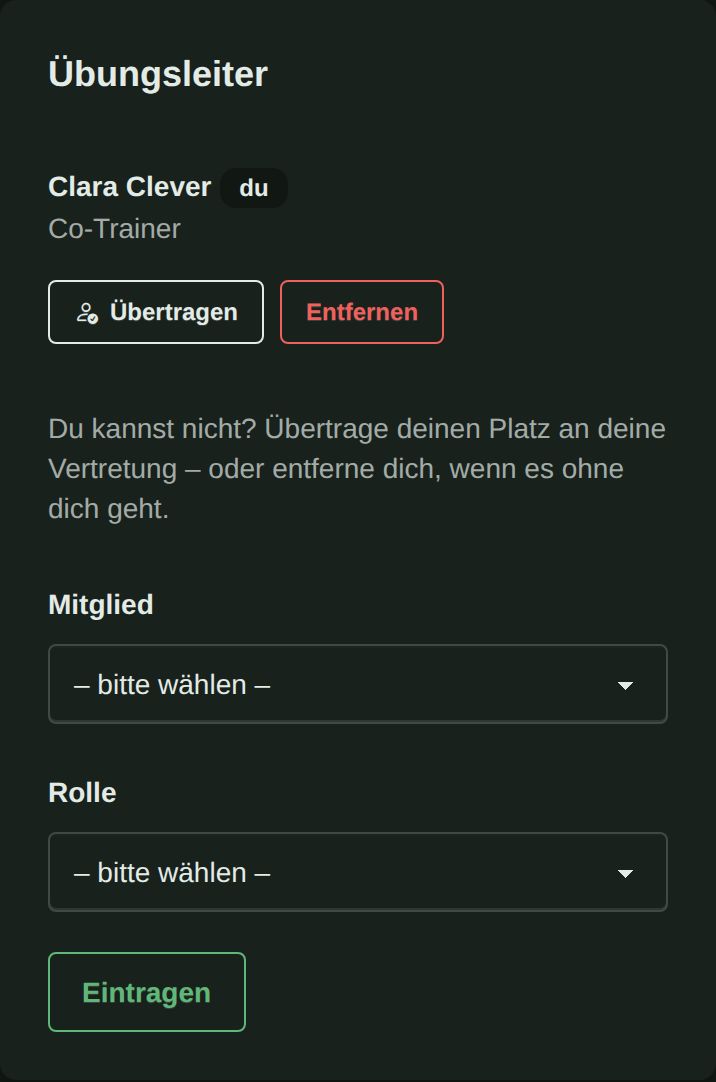 Übungsleiter
Clara Clever du
Co-Trainer
Übertragen Entfernen
Du kannst nicht? Übertrage deinen Platz an deine
Vertretung – oder entferne dich, wenn es ohne
dich geht.
Mitglied
– bitte wählen –
Rolle
– bitte wählen –
Eintragen